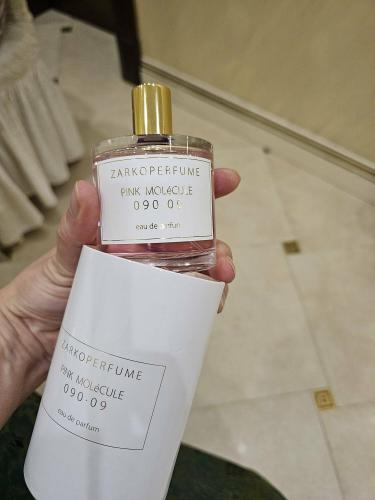 ZARKOPERFUME
PINK MOLéCULE
090·09
eau de parfum
ZARKOPERFUME
PINK MOLéCULE
090·09
eau de parfum